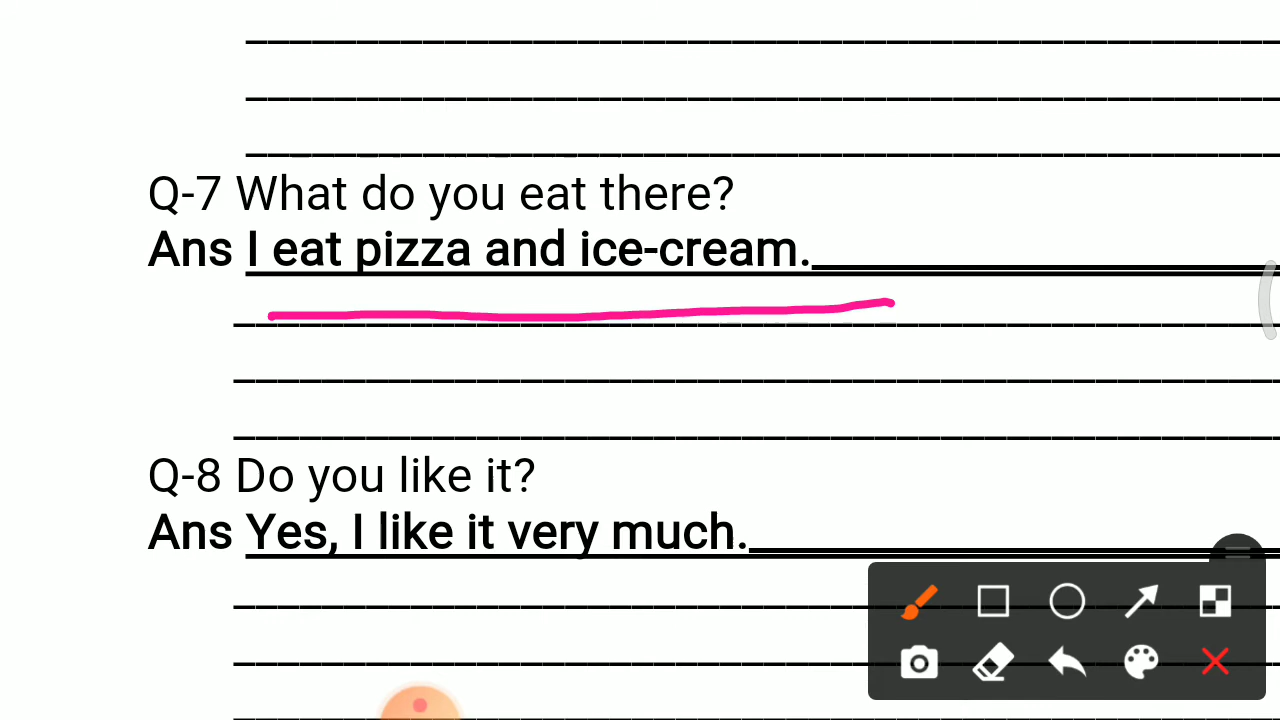 Q-7 What do you eat there?
Ans I eat pizza and ice-cream.
Q-8 Do you like it?
Ans Yes, I like it very much.